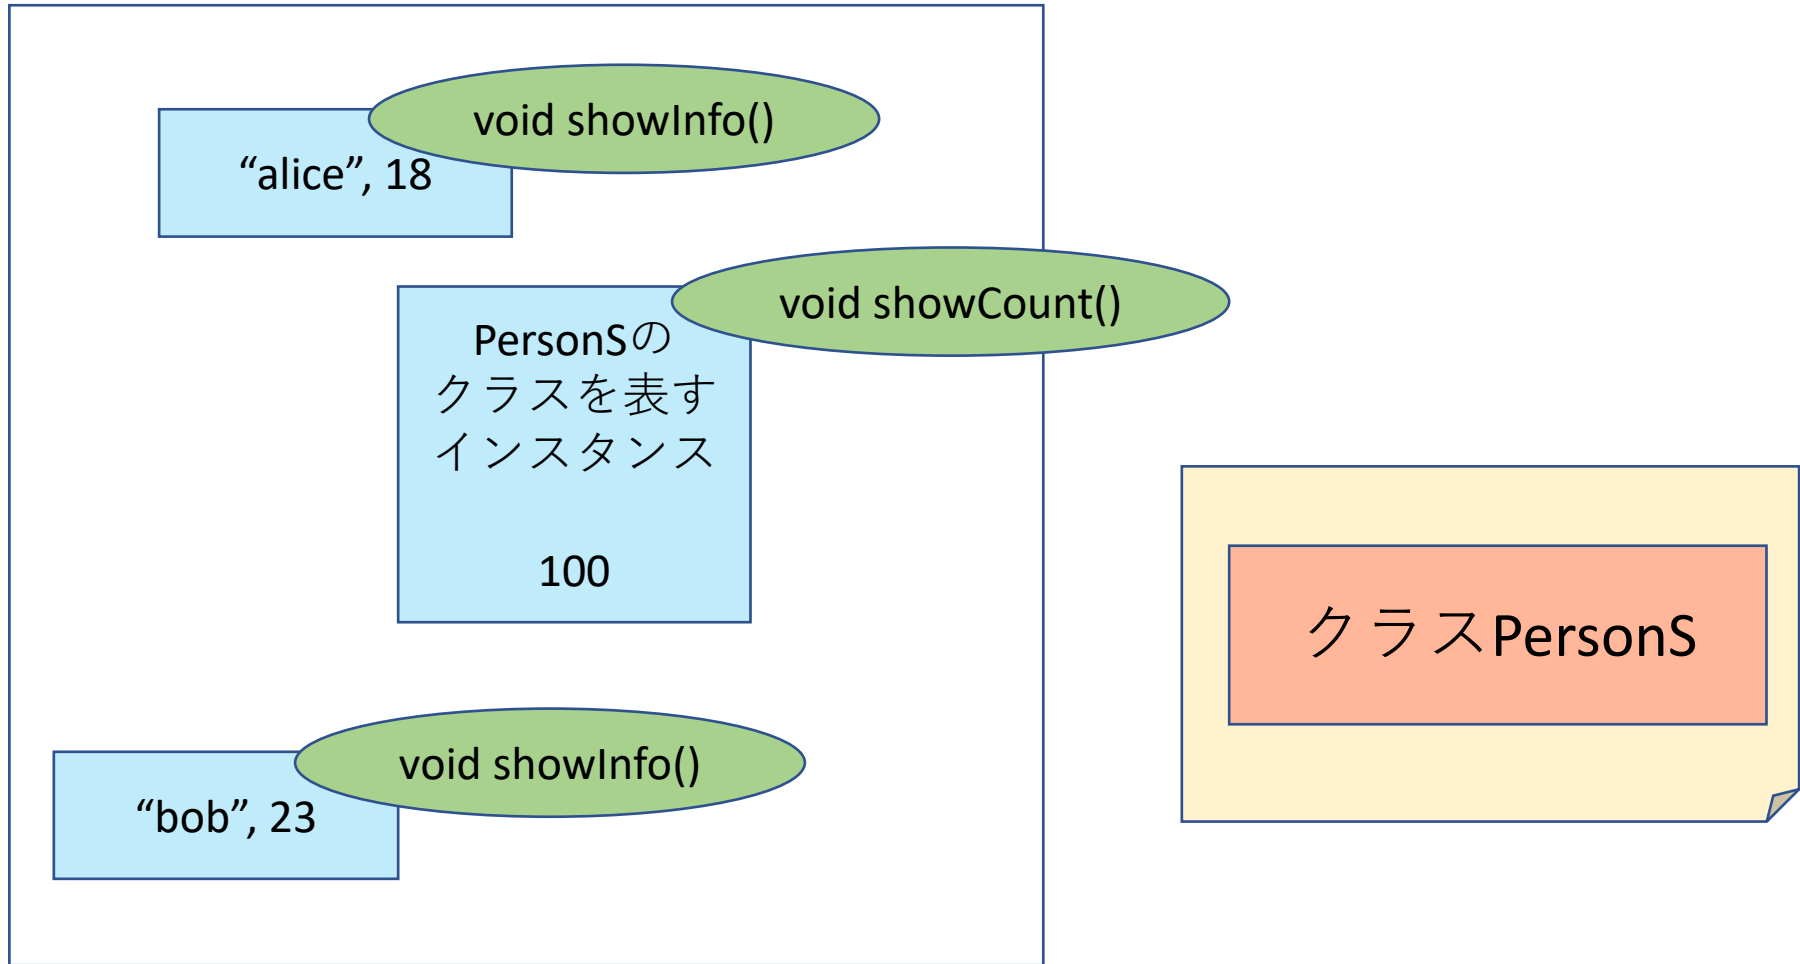 void showInfo()
“alice”, 18
void showCount()
PersonSの
クラスを表す
インスタンス
100
クラスPersonS
void showInfo()
“bob”, 23